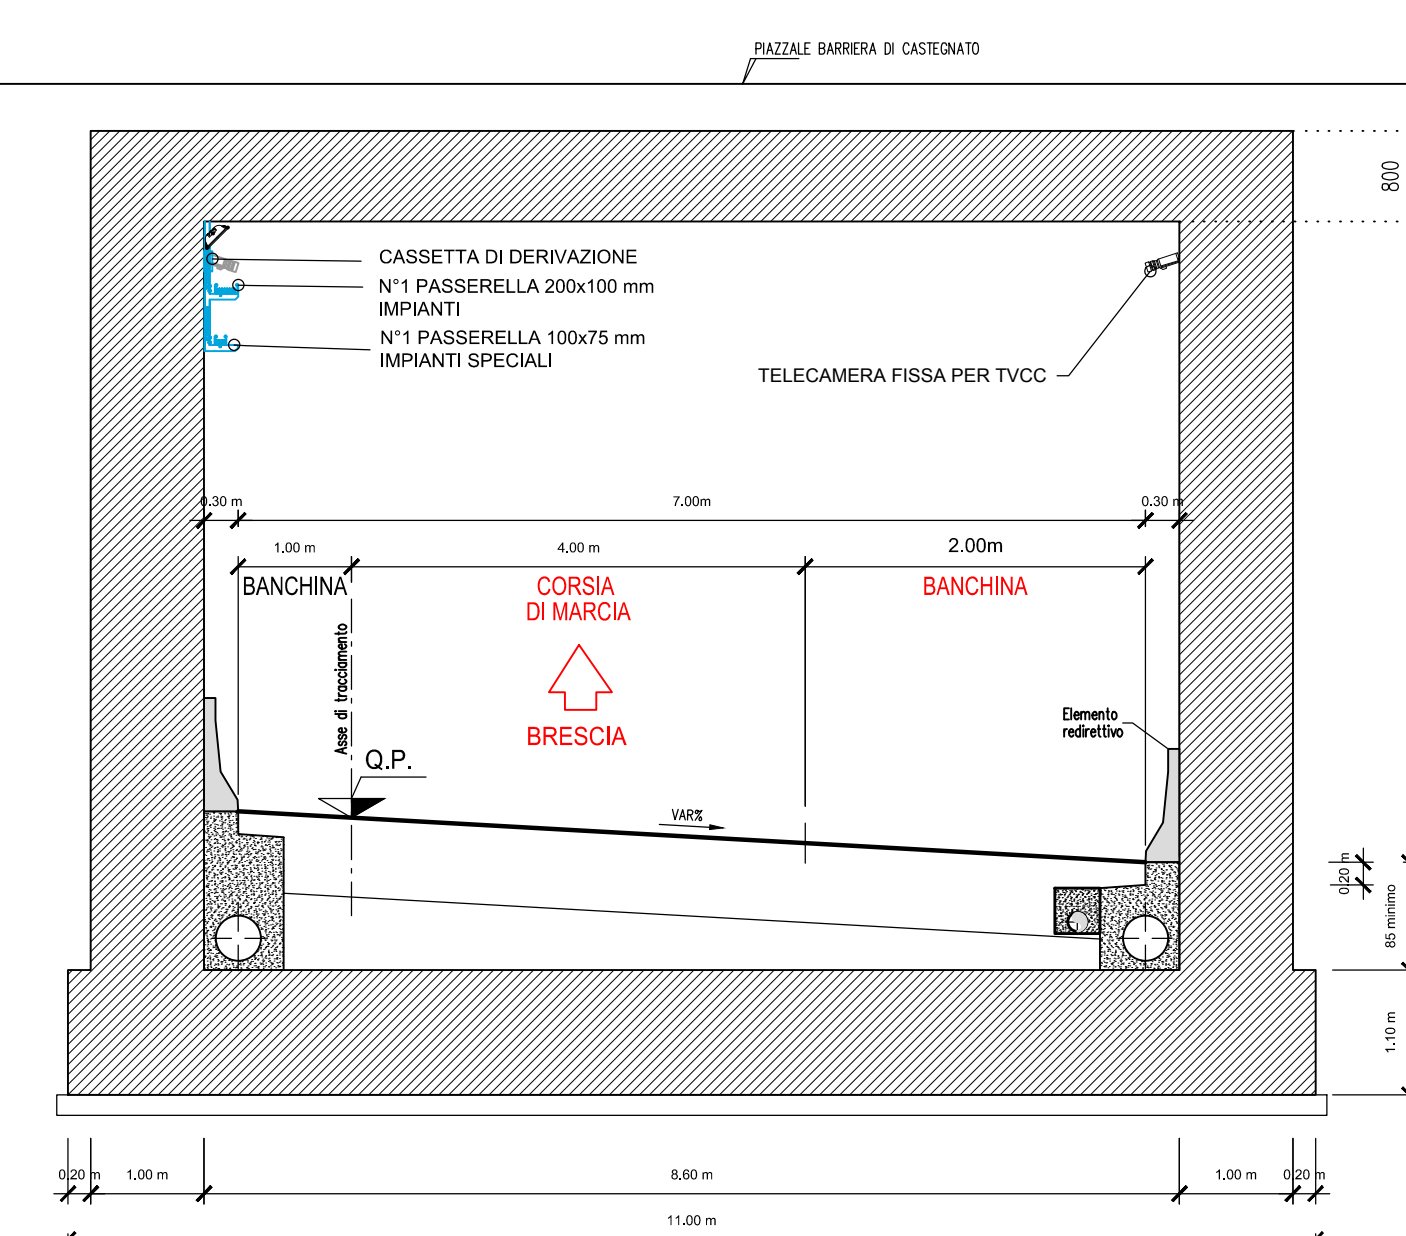 PIAZZALE BARRIERA DI CASTEGNATO
800
CASSETTA DI DERIVAZIONE
N°1 PASSERELLA 200x100 mm
IMPIANTI
N°1 PASSERELLA 100x75 mm
IMPIANTI SPECIALI
TELECAMERA FISSA PER TVCC
0.30 m
7.00m
0.30 m
1.00 m
4.00 m
2.00m
BANCHINA
CORSIA
DI MARCIA
BANCHINA
Asse di tracciamento
BRESCIA
Elemento
redirettivo
Q.P.
VAR%
0.20 m
85 minimo
1.10 m
0.20 m
1.00 m
8.60 m
1.00 m
0.20 m
11.00 m